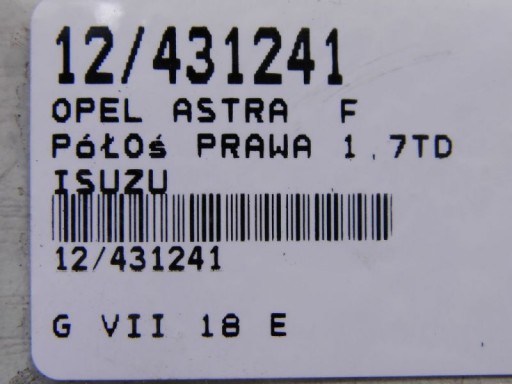 12/431241
OPEL ASTRA F
PółOś PRAWA 1.7TD
ISUZU
12/431241
G VII 18 E